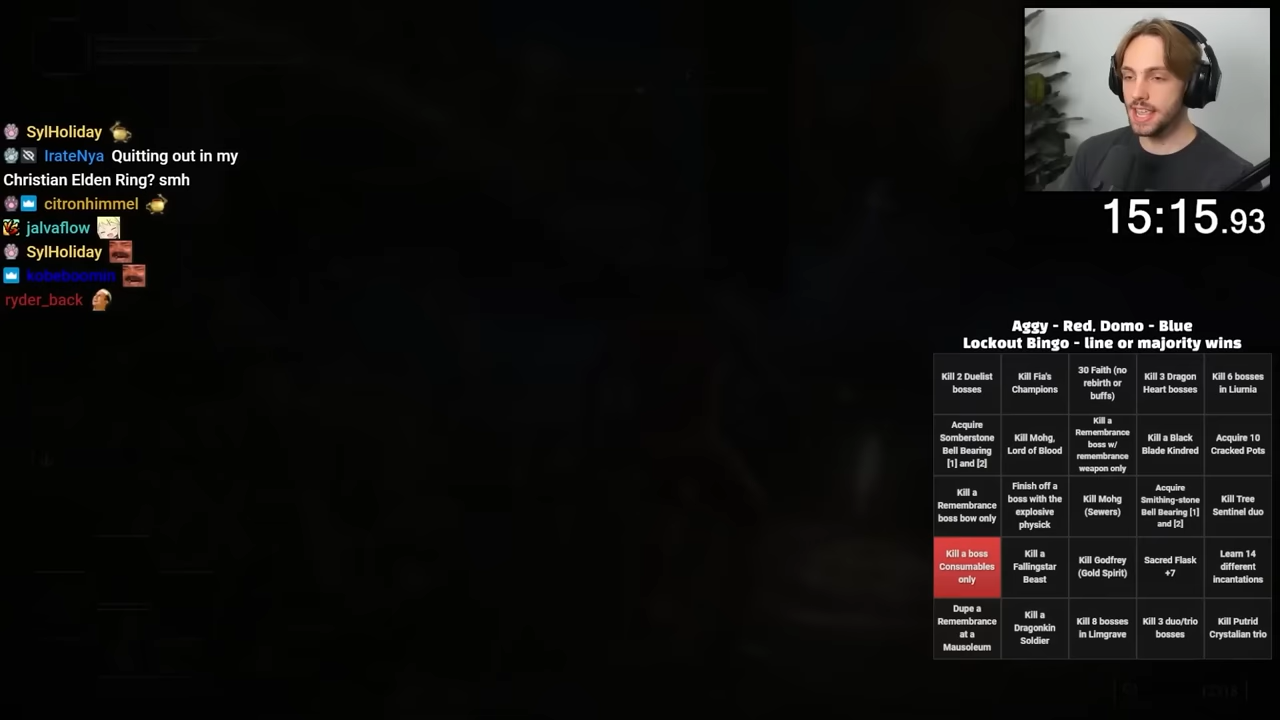 SylHoliday
IrateNya Quitting out in my
Christian Elden Ring? smh
citronhimmel
jalvaflow
SylHoliday
kobeboomin
ryder_back
15:15.93
Aggy - Red, Domo - Blue
Lockout Bingo - line or majority wins
Kill 2 Duelist
bosses
Kill Fia's
Champions
30 Faith (no
rebirth or
buffs)
Kill 3 Dragon
Heart bosses
Kill 6 bosses
in Liurnia
Acquire
Somberstone
Bell Bearing
[1] and [2]
Kill Mohg,
Lord of Blood
Kill a
Remembrance
boss w/
remembrance
weapon only
Kill a Black
Blade Kindred
Acquire 10
Cracked Pots
Kill a
Remembrance
boss bow only
Finish off a
boss with the
explosive
physick
Kill Mohg
(Sewers)
Acquire
Smithing-stone
Bell Bearing [1]
and [2]
Kill Tree
Sentinel duo
Kill a boss
Consumables
only
Kill a
Fallingstar
Beast
Kill Godfrey
(Gold Spirit)
Sacred Flask
+7
Learn 14
different
incantations
Dupe a
Remembrance
at a
Mausoleum
Kill a
Dragonkin
Soldier
Kill 8 bosses
in Limgrave
Kill 3 duo/trio
bosses
Kill Putrid
Crystalian trio